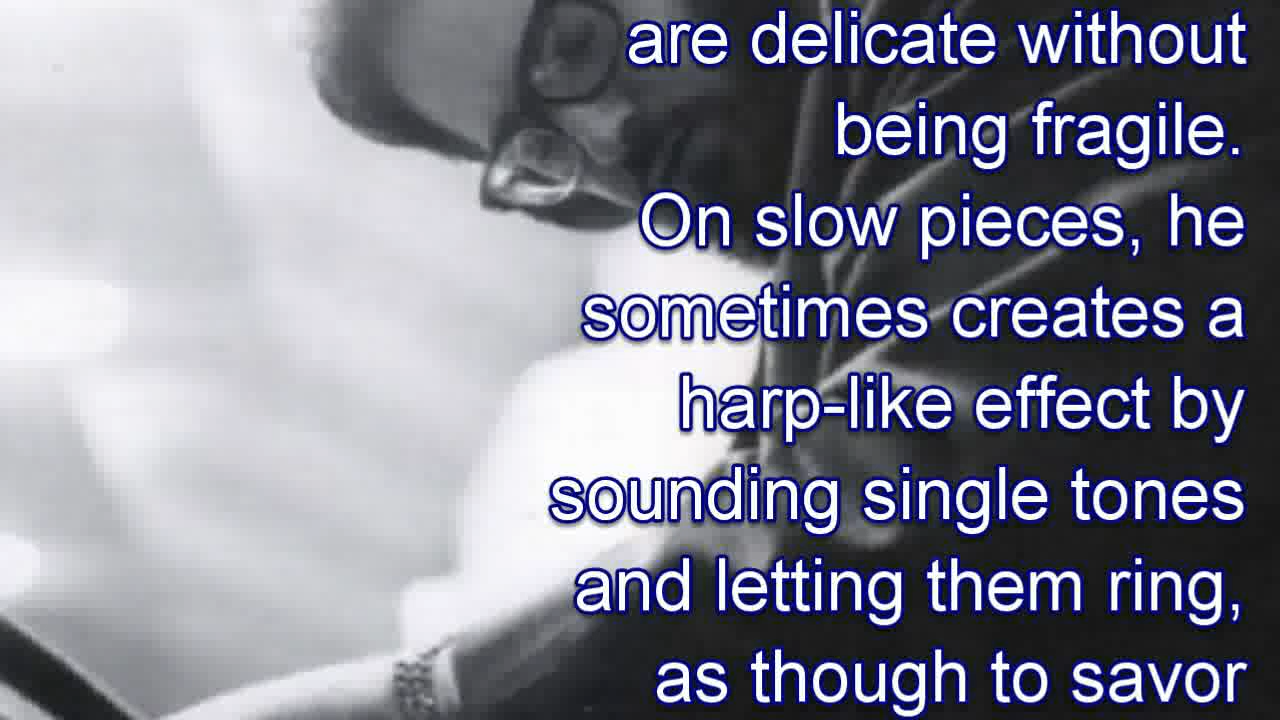 are delicate without
being fragile.
On slow pieces, he
sometimes creates a
harp-like effect by
sounding single tones
and letting them ring,
as though to savor